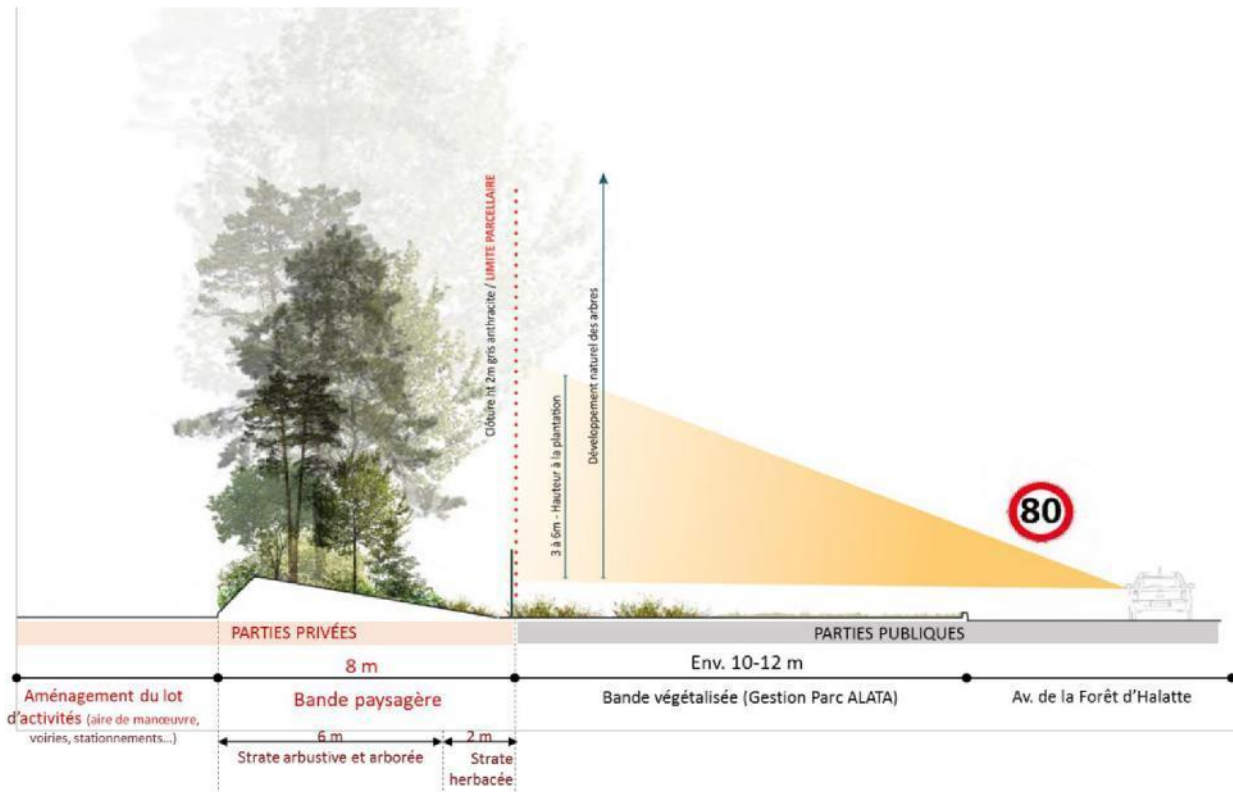 Clôture ht 2m gris anthracite / LIMITE PARCELLAIRE
3 à 6m - Hauteur à la plantation
Développement naturel des arbres
80
PARTIES PRIVÉES
PARTIES PUBLIQUES
8 m
Env. 10-12 m
Aménagement du lot
d'activités (aire de manœuvre,
voiries, stationnements...)
Bande paysagère
Bande végétalisée (Gestion Parc ALATA)
Av. de la Forêt d'Halatte
6 m
2 m
Strate arbustive et arborée
Strate
herbacée